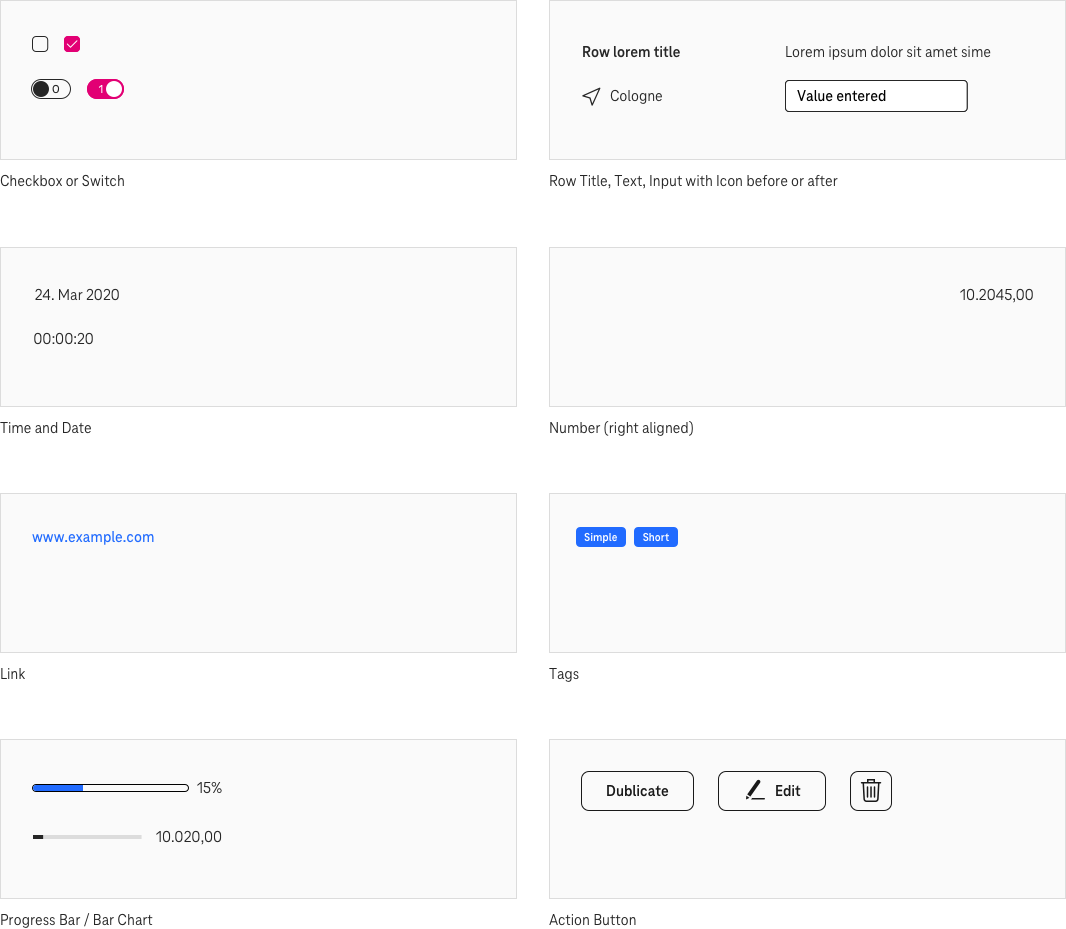 0
1
Checkbox or Switch
Row lorem title
Lorem ipsum dolor sit amet sime
Cologne
Value entered
Row Title, Text, Input with Icon before or after
24. Mar 2020
00:00:20
Time and Date
10.2045,00
Number (right aligned)
www.example.com
Link
Simple
Short
Tags
15%
10.020,00
Progress Bar / Bar Chart
Dublicate
Edit
Action Button